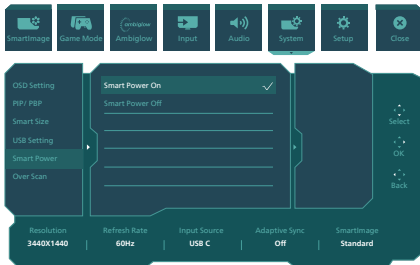 SmartImage
Game Mode
ambiglow
Ambiglow
Input
Audio
System
Setup
Close
OSD Setting
PIP/ PBP
Smart Size
USB Setting
Smart Power
Over Scan
Smart Power On
Smart Power Off
Select
OK
Back
Resolution
Refresh Rate
Input Source
Adaptive Sync
SmartImage
3440X1440
60Hz
USB C
Off
Standard